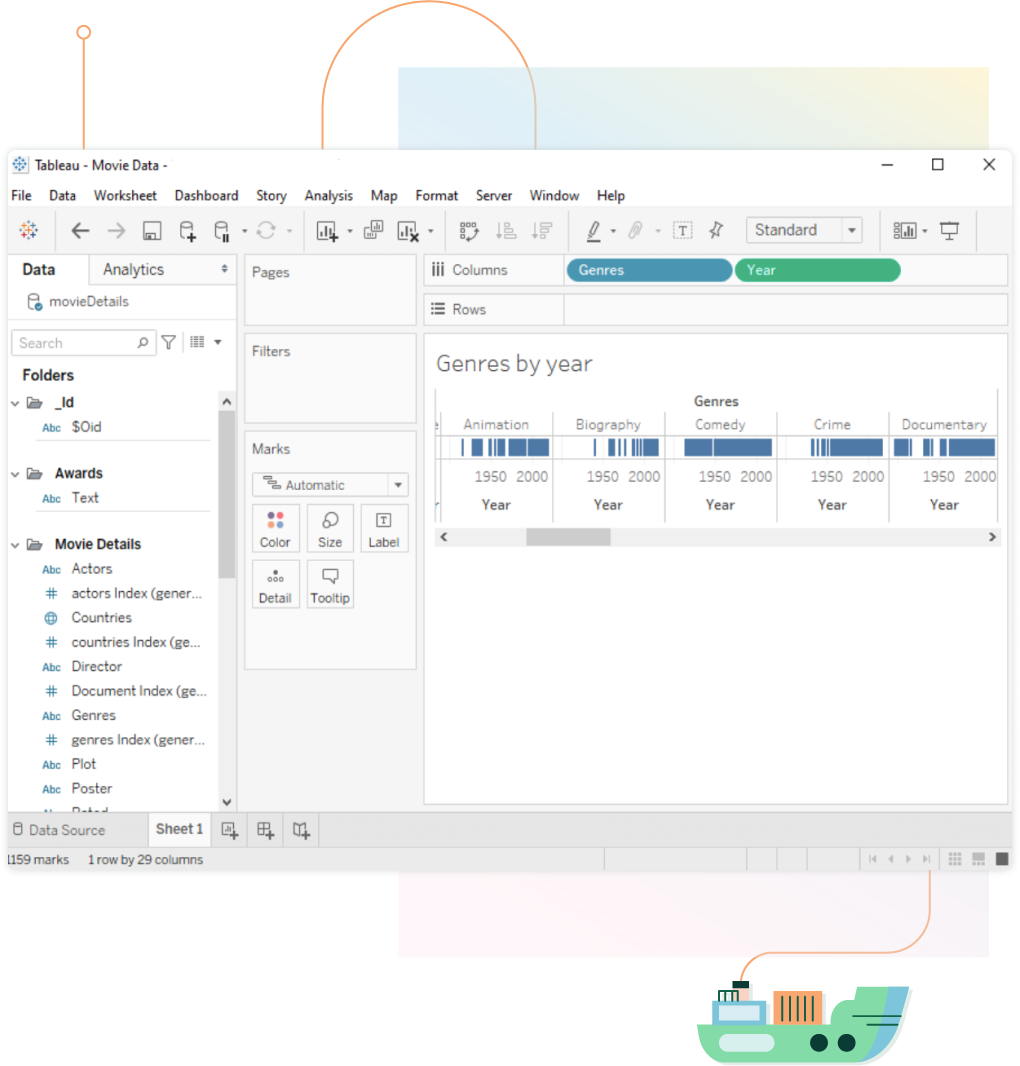 Tableau - Movie Data -
File Data Worksheet Dashboard Story Analysis Map Format Server Window Help
Standard
Data Analytics
movieDetails
Search
Folders
_Id
Abc $Oid
Awards
Abc Text
Movie Details
Abc Actors
# actors Index (gener...
Countries
# countries Index (ge...
Abc Director
# Document Index (ge...
Abc Genres
# genres Index (gener...
Abc Plot
Abc Poster
Pages
Filters
Marks
Automatic
Color Size Label
Detail Tooltip
Columns Genres Year
Rows
Genres by year
Genres
Animation Biography Comedy Crime Documentary
1950 2000 1950 2000 1950 2000 1950 2000 1950 2000
Year Year Year Year Year
Data Source Sheet 1
1159 marks 1 row by 29 columns